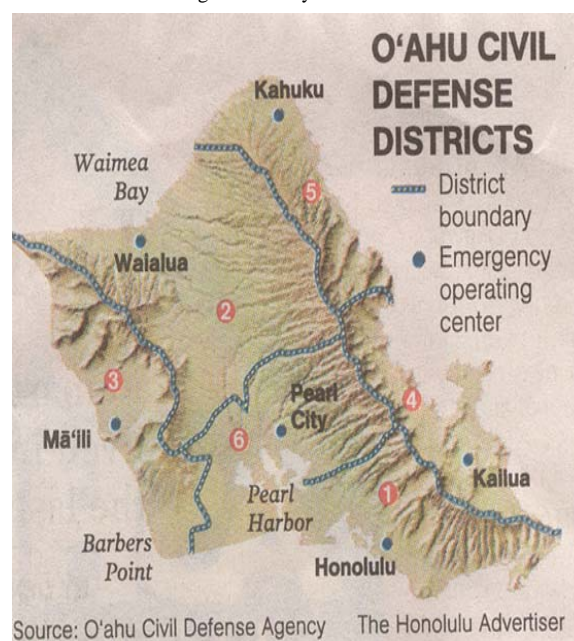 O‘AHU CIVIL
DEFENSE
DISTRICTS
District
boundary
Emergency
operating
center
Kahuku
Waimea
Bay
5
Waialua
2
3
4
Pearl
City
Mā‘ili
6
Kailua
Pearl
Harbor
1
Barbers
Point
Honolulu
Source: O‘ahu Civil Defense Agency The Honolulu Advertiser